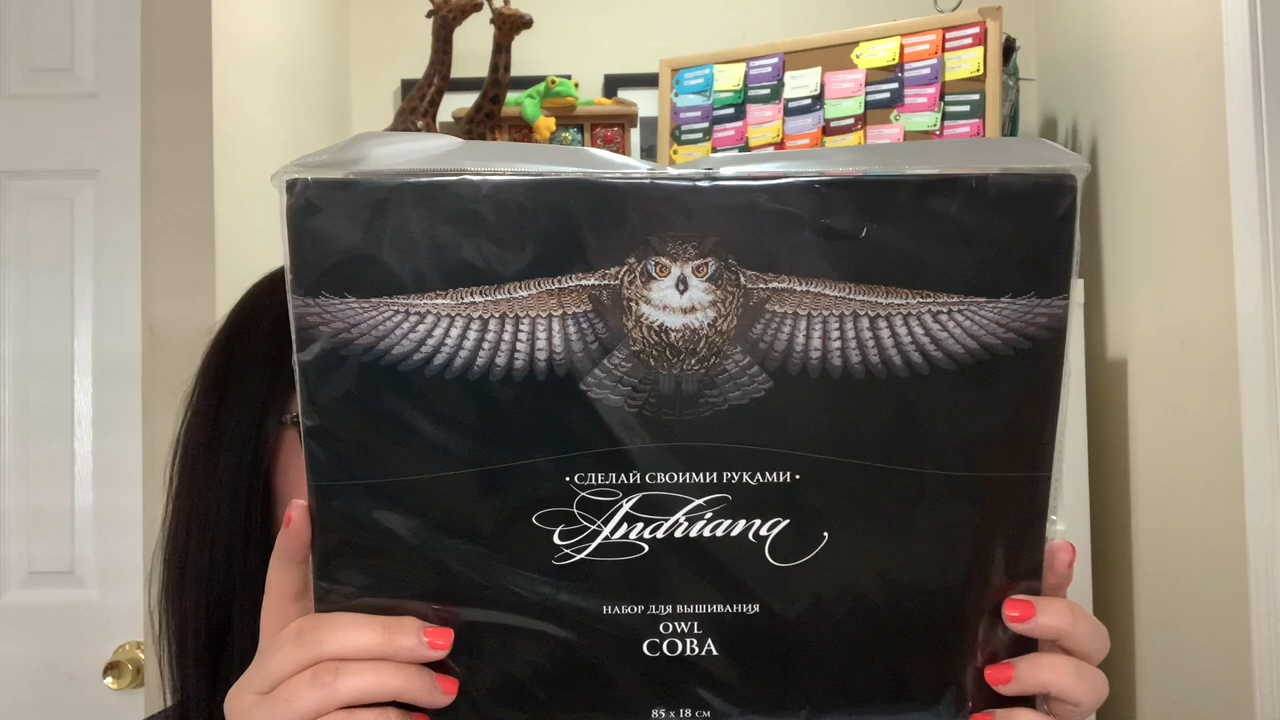 • СДЕЛАЙ СВОИМИ РУКАМИ •
Andriana
НАБОР ДЛЯ ВЫШИВАНИЯ
OWL
СОВА
85 x 18 СМ